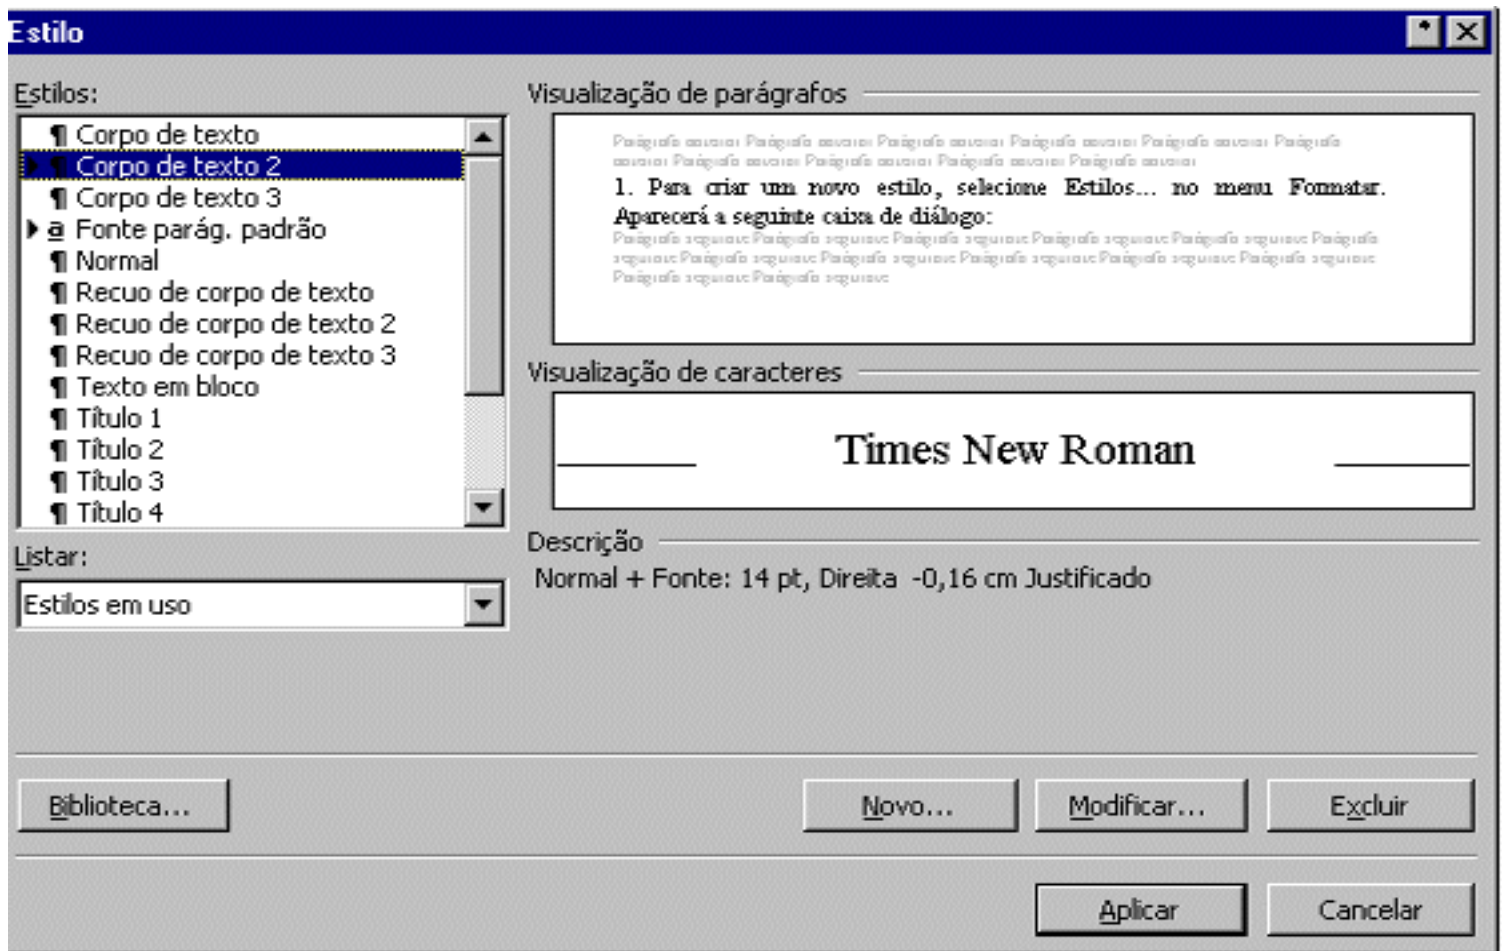 Estilo
Estilos:
¶ Corpo de texto
¶ Corpo de texto 2
¶ Corpo de texto 3
a Fonte parág. padrão
¶ Normal
¶ Recuo de corpo de texto
¶ Recuo de corpo de texto 2
¶ Recuo de corpo de texto 3
¶ Texto em bloco
¶ Título 1
¶ Título 2
¶ Título 3
¶ Título 4
Listar:
Estilos em uso
Visualização de parágrafos
1. Para criar um novo estilo, selecione Estilos... no menu Formatar.
Aparecerá a seguinte caixa de diálogo:
Visualização de caracteres
Times New Roman
Descrição
Normal + Fonte: 14 pt, Direita -0,16 cm Justificado
Biblioteca...
Novo...
Modificar...
Excluir
Aplicar
Cancelar